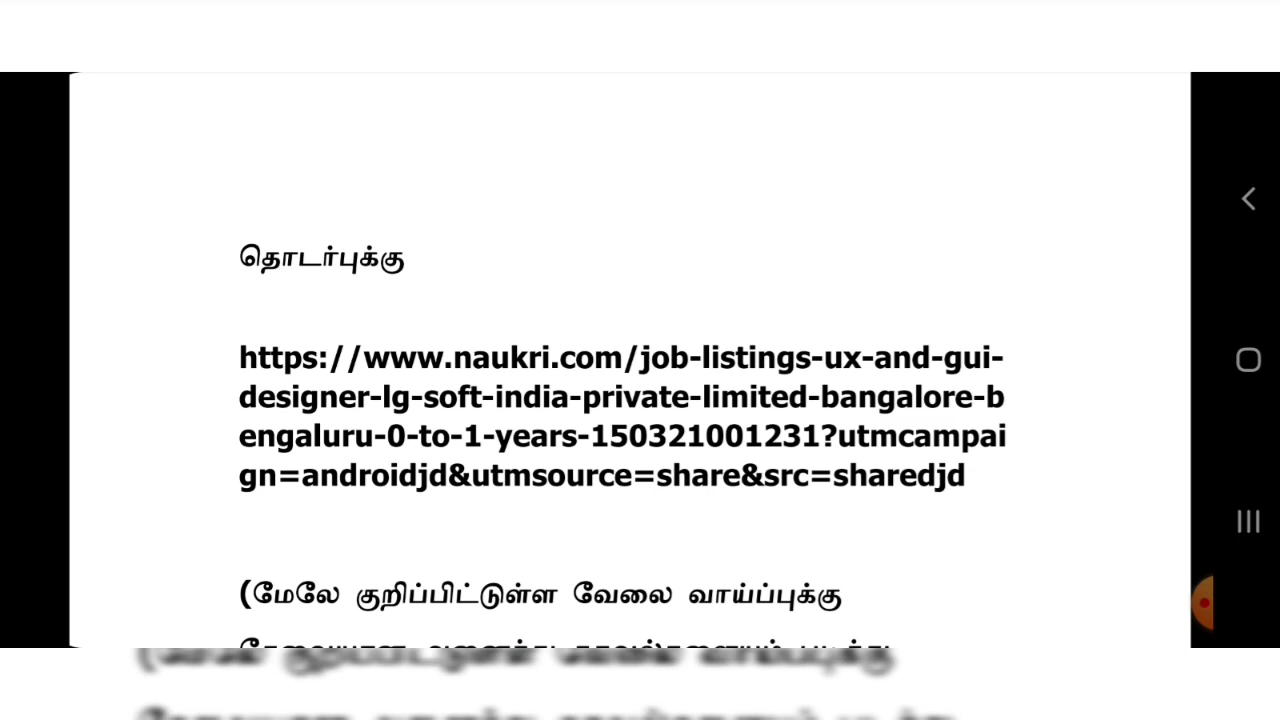 தொடர்புக்கு
https://www.naukri.com/job-listings-ux-and-gui-
designer-lg-soft-india-private-limited-bangalore-b
engaluru-0-to-1-years-150321001231?utmcampai
gn=androidjd&utmsource=share&src=sharedjd
(மேலே குறிப்பிட்டுள்ள வேலை வாய்ப்புக்கு